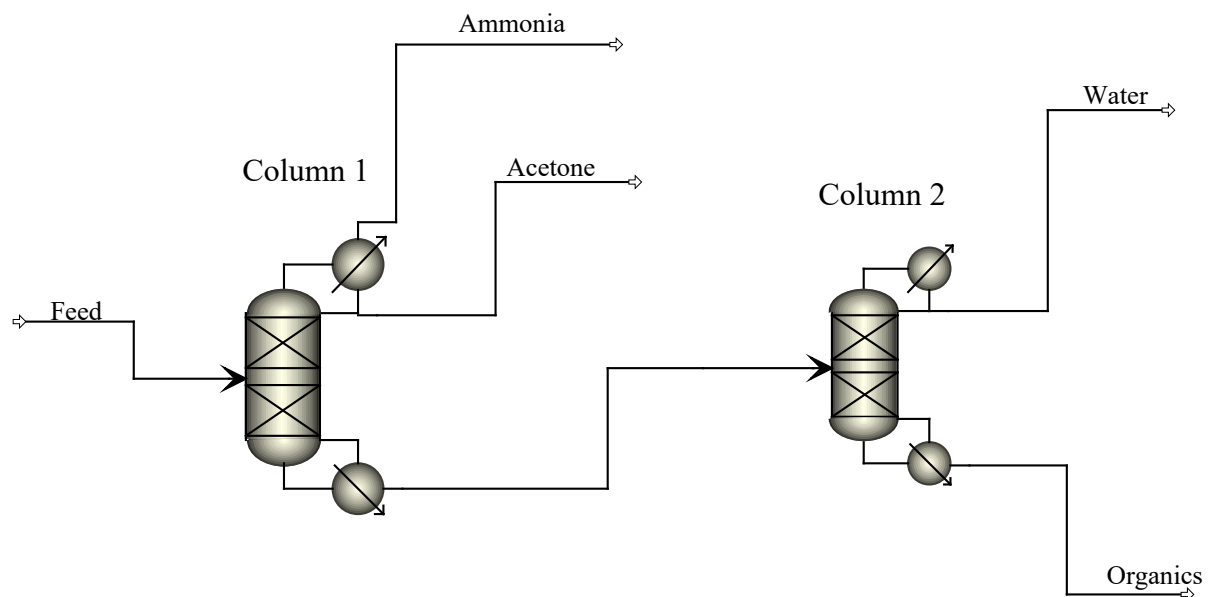 Ammonia
Water
Column 1
Acetone
Column 2
Feed
Organics